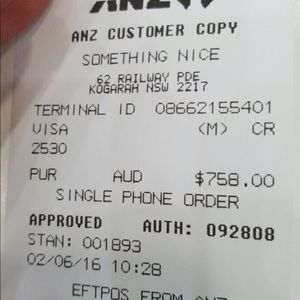 ANZ
ANZ CUSTOMER COPY
SOMETHING NICE
62 RAILWAY PDE
KOGARAH NSW 2217
TERMINAL ID 08662155401
VISA (M) CR
2530
PUR AUD $758.00
SINGLE PHONE ORDER
APPROVED AUTH: 092808
STAN: 001893
02/06/16 10:28
EFTPOS FROM ANZ